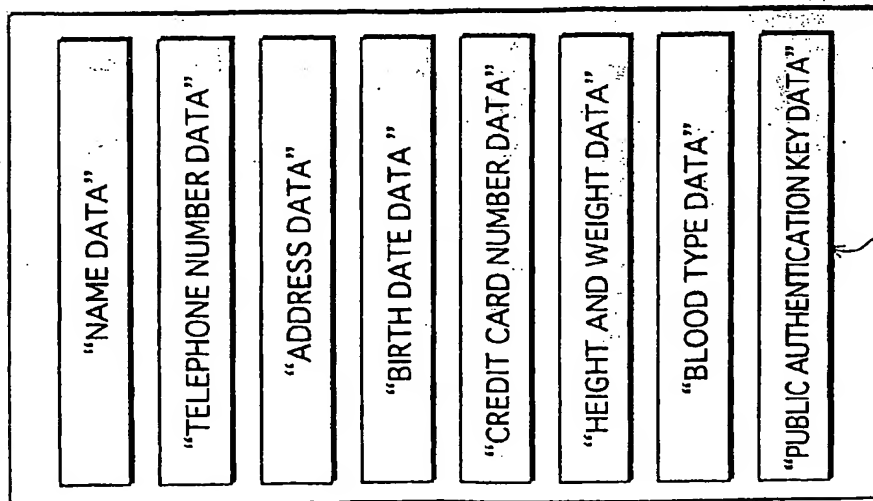 “NAME DATA”
“TELEPHONE NUMBER DATA”
“ADDRESS DATA”
“BIRTH DATE DATA”
“CREDIT CARD NUMBER DATA”
“HEIGHT AND WEIGHT DATA”
“BLOOD TYPE DATA”
“PUBLIC AUTHENTICATION KEY DATA”